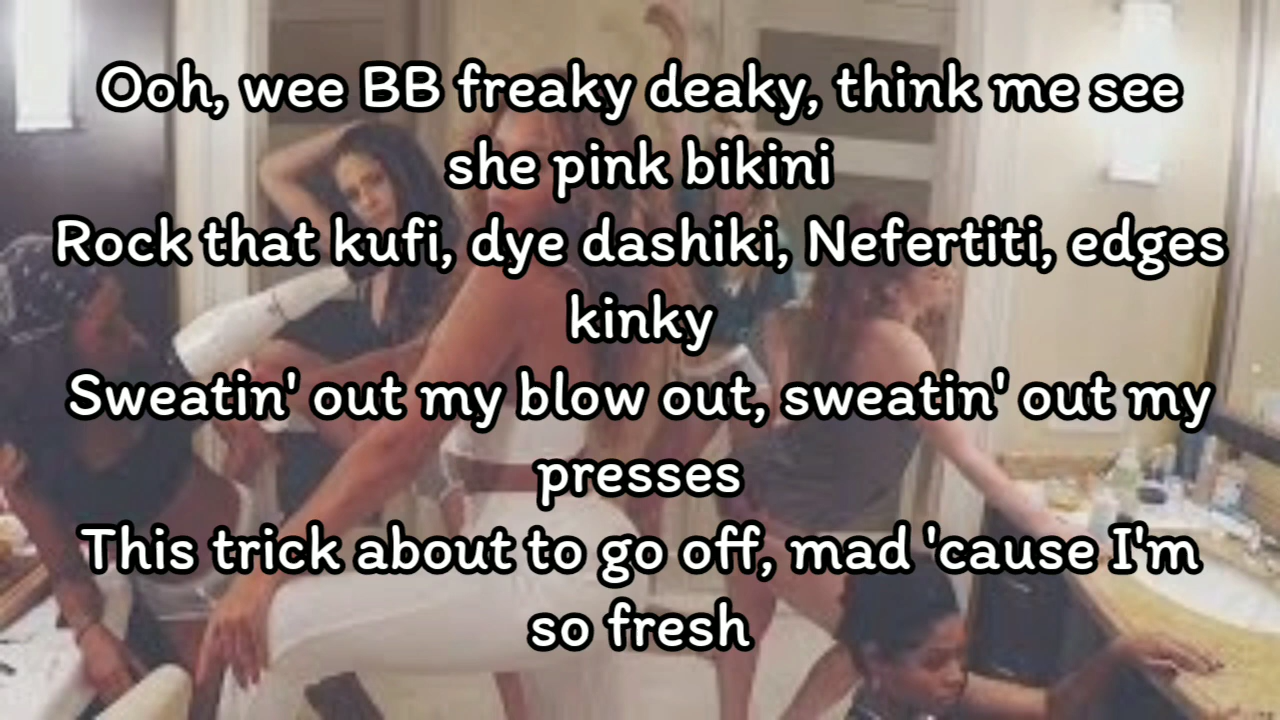 Ooh, wee BB freaky deaky, think me see
she pink bikini
Rock that kufi, dye dashiki, Nefertiti, edges
kinky
Sweatin' out my blow out, sweatin' out my
presses
This trick about to go off, mad 'cause I'm
so fresh